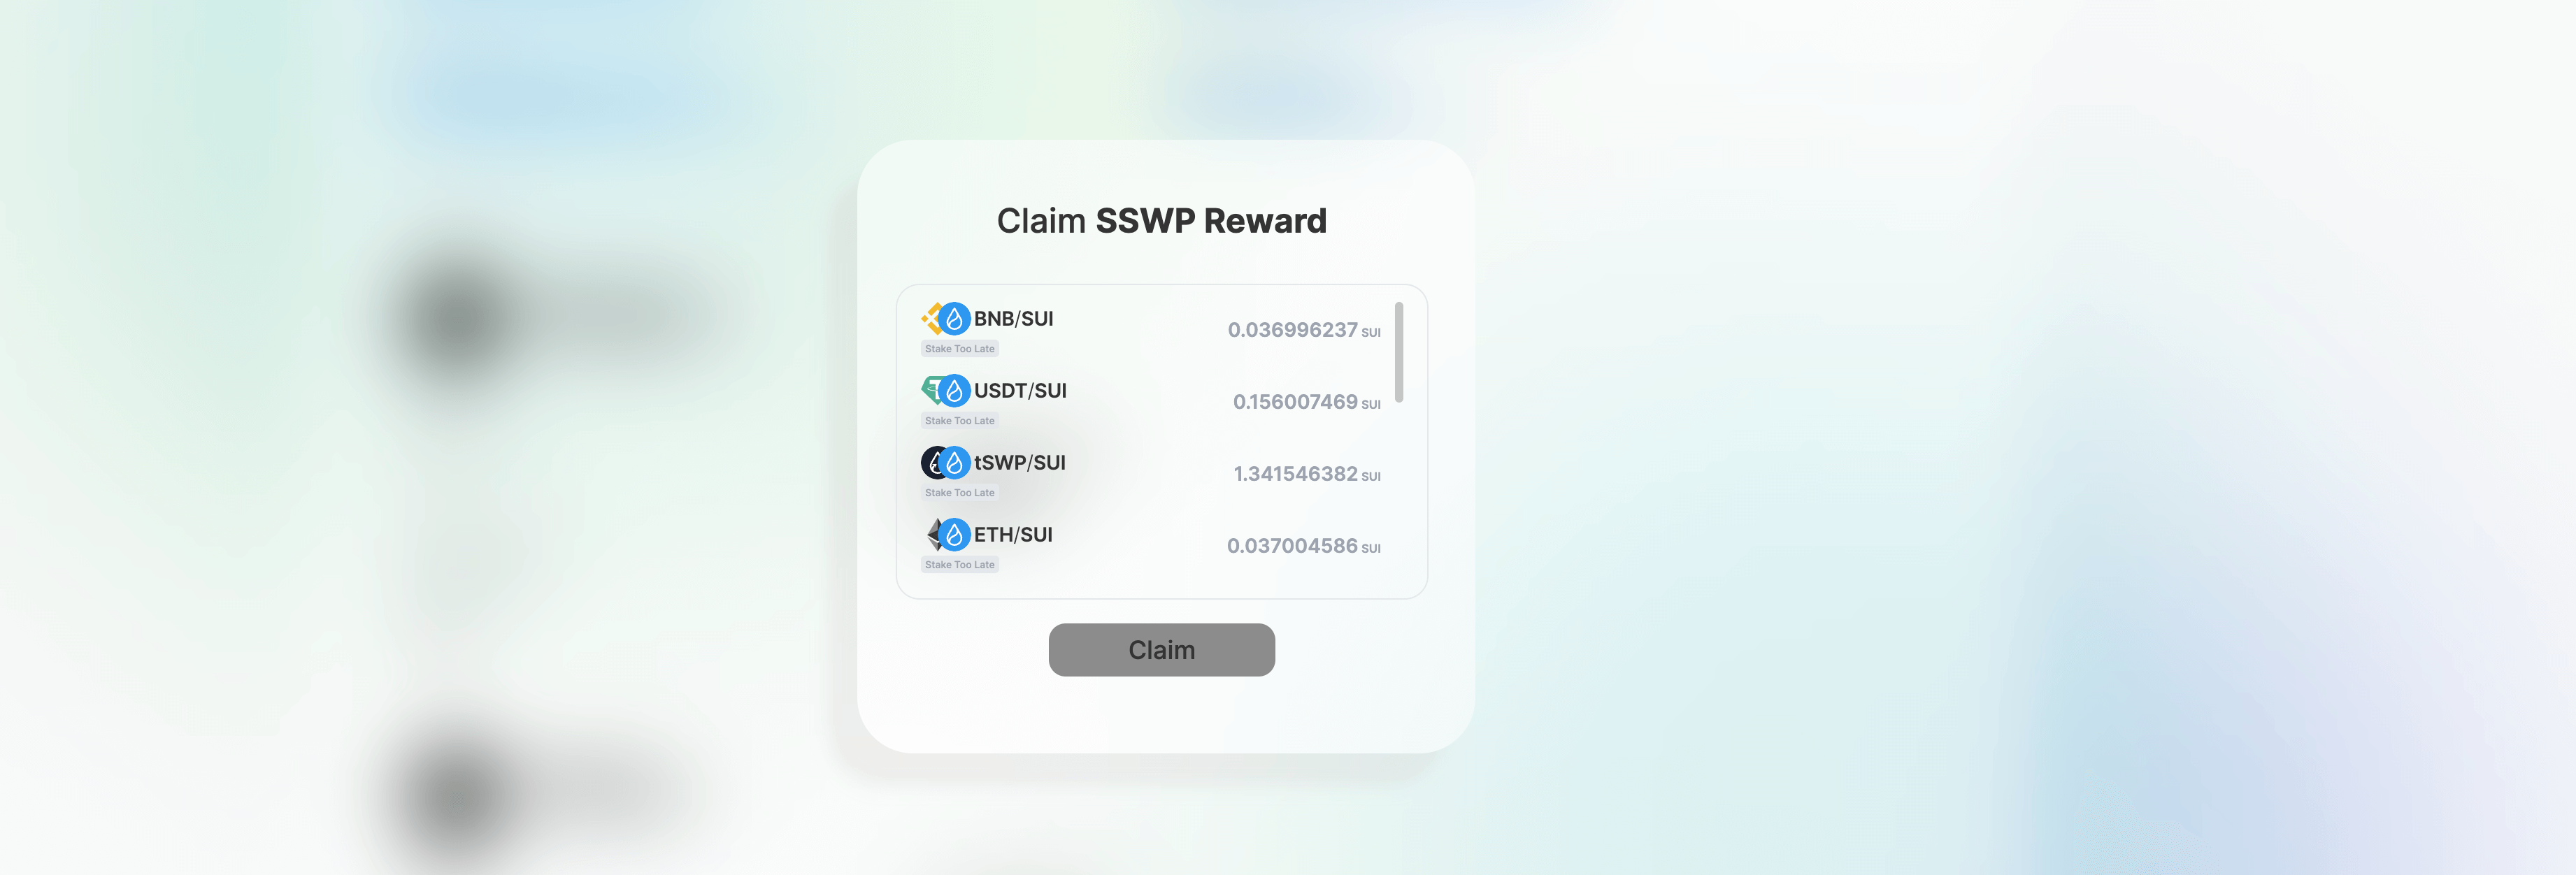 Claim SSWP Reward
BNB/SUI
0.036996237 SUI
Stake Too Late
USDT/SUI
0.156007469 SUI
Stake Too Late
tSWP/SUI
1.341546382 SUI
Stake Too Late
ETH/SUI
0.037004586 SUI
Stake Too Late
Claim